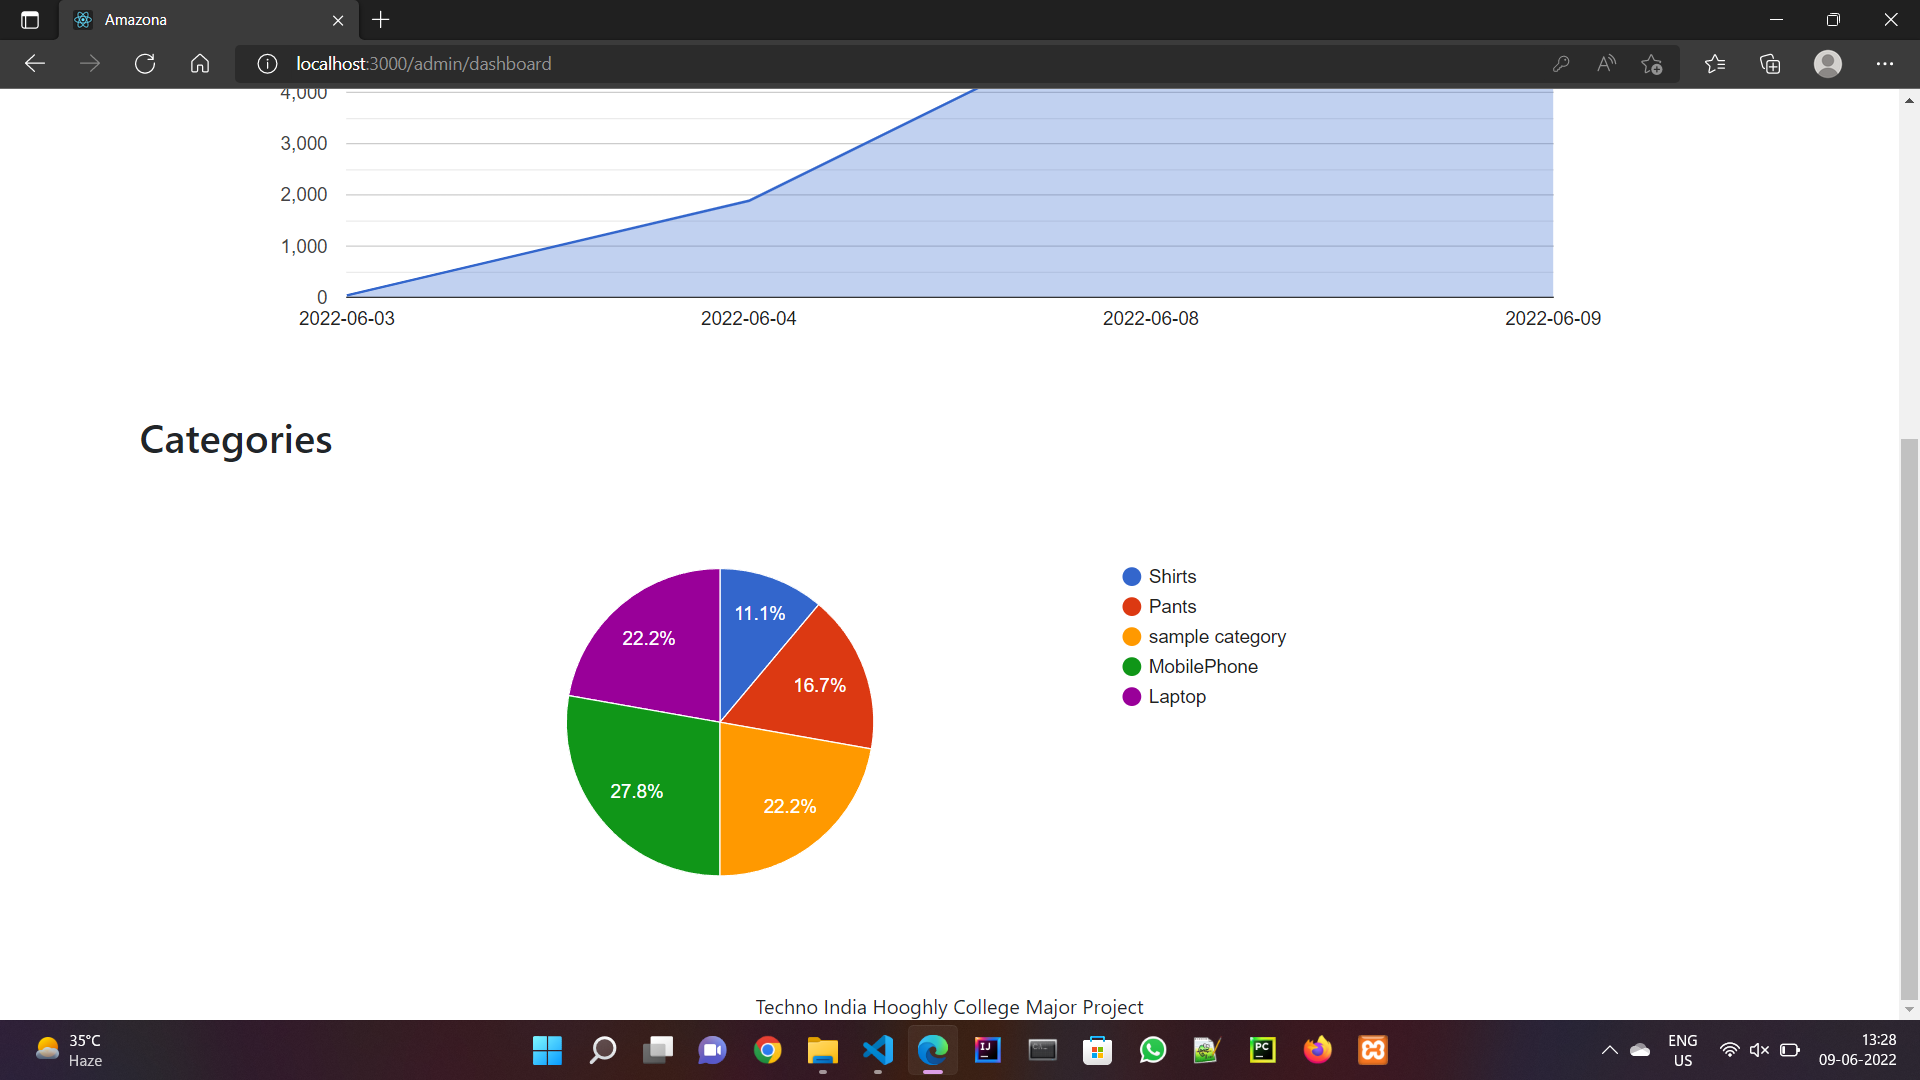 Amazona
localhost:3000/admin/dashboard
4,000
3,000
2,000
1,000
0
2022-06-03 2022-06-04 2022-06-08 2022-06-09
Categories
11.1%
16.7%
22.2%
27.8%
22.2%
Shirts
Pants
sample category
MobilePhone
Laptop
Techno India Hooghly College Major Project
35°C
Haze
IJ
PC
ENG
US
13:28
09-06-2022